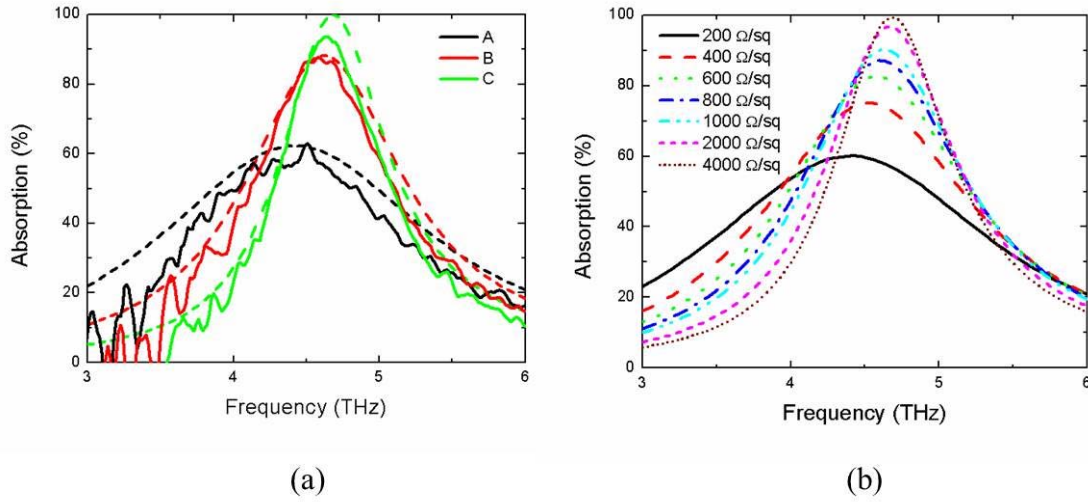 100
80
60
40
20
0
Absorption (%)
A
B
C
3
4
5
6
Frequency (THz)
(a)
100
80
60
40
20
0
Absorption (%)
200 Ω/sq
400 Ω/sq
600 Ω/sq
800 Ω/sq
1000 Ω/sq
2000 Ω/sq
4000 Ω/sq
3
4
5
6
Frequency (THz)
(b)